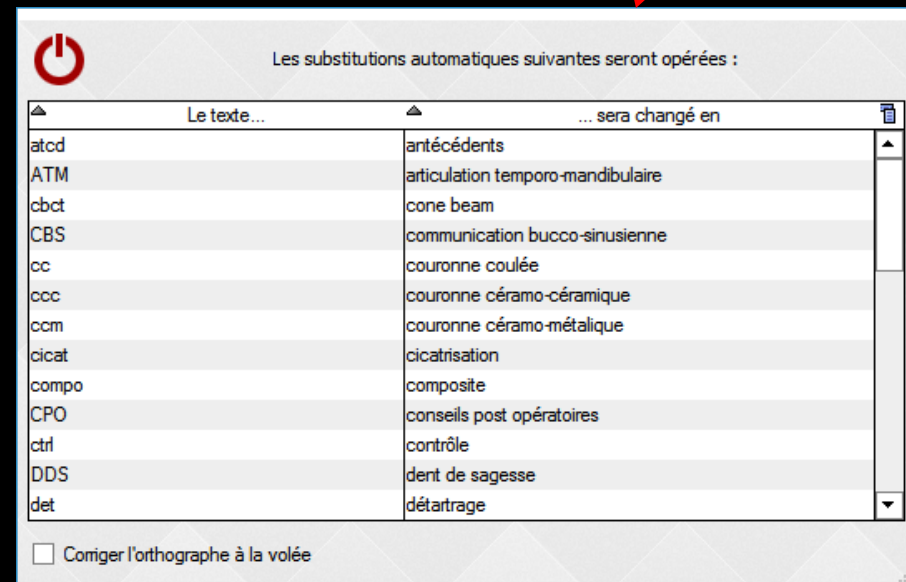 Les substitutions automatiques suivantes seront opérées :
Le texte... ... sera changé en
atcd antécédents
ATM articulation temporo-mandibulaire
cbct cone beam
CBS communication bucco-sinusienne
cc couronne coulée
ccc couronne céramo-céramique
ccm couronne céramo-métalique
cicat cicatrisation
compo composite
CPO conseils post opératoires
ctrl contrôle
DDS dent de sagesse
det détartrage
Corriger l'orthographe à la volée